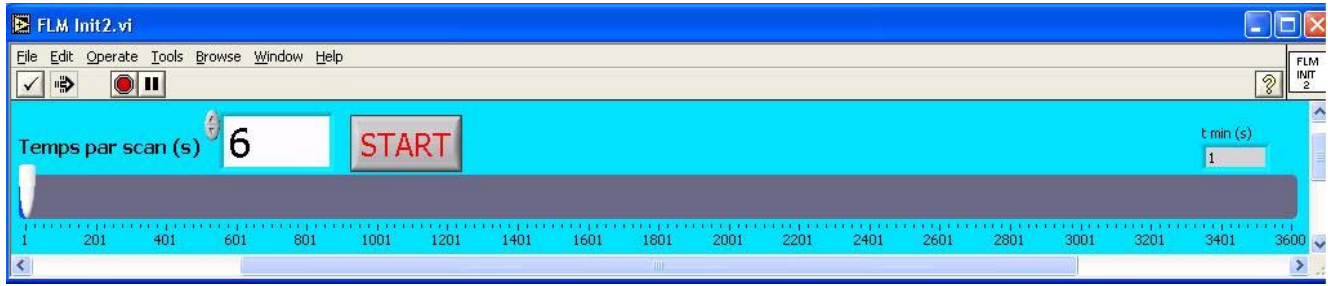 FLM Init2.vi
File Edit Operate Tools Browse Window Help
FLM
INIT
2
Temps par scan (s) 6 START
t min (s)
1
1 201 401 601 801 1001 1201 1401 1601 1801 2001 2201 2401 2601 2801 3001 3201 3401 3600